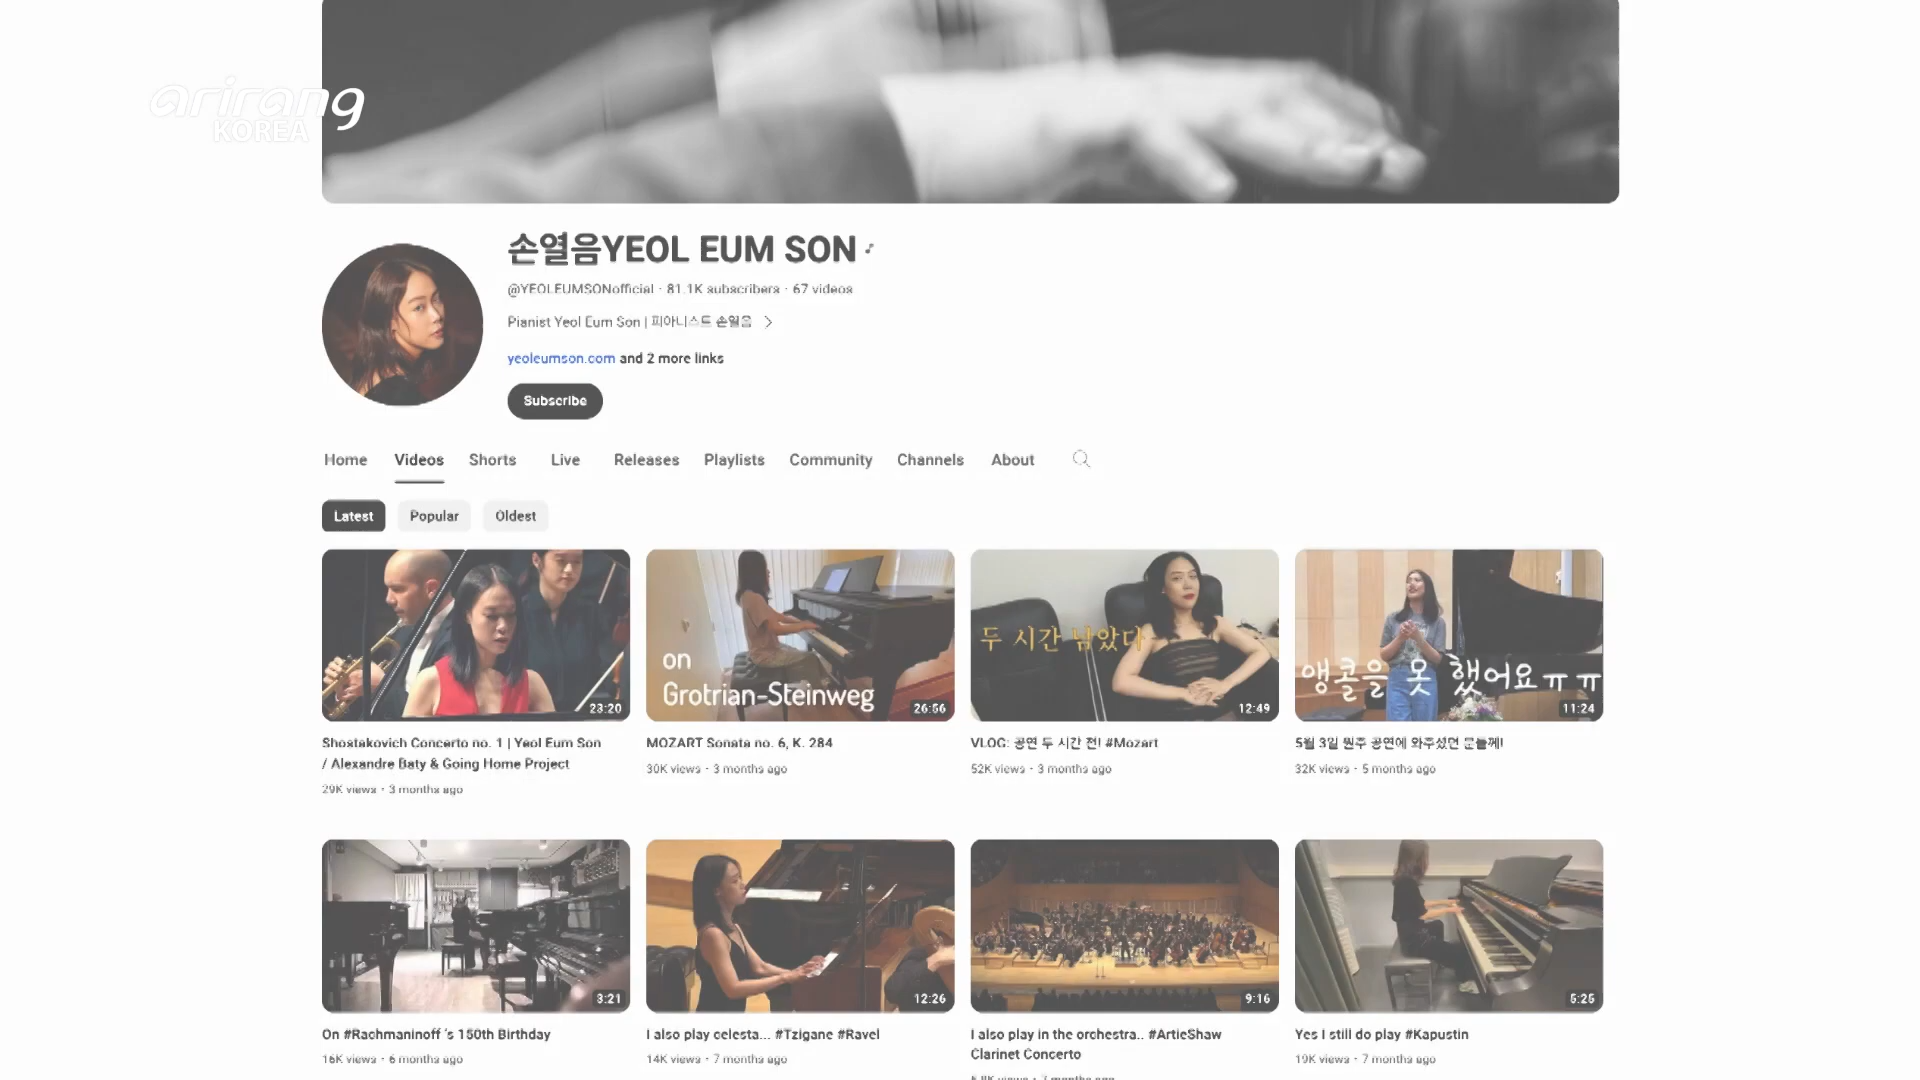 arirang
KOREA
손열음YEOL EUM SON
@YEOLEUMSONofficial · 81.1K subscribers · 67 videos
Pianist Yeol Eum Son | 피아니스트 손열음
yeoleumson.com and 2 more links
Subscribe
Home Videos Shorts Live Releases Playlists Community Channels About
Latest Popular Oldest
on
Grotrian-Steinweg
두 시간 남았다
앵콜을 못 했어요ㅠㅠ
23:20
26:56
12:49
11:24
Shostakovich Concerto no. 1 | Yeol Eum Son
/ Alexandre Baty & Going Home Project
29K views · 3 months ago
MOZART Sonata no. 6, K. 284
30K views · 3 months ago
VLOG: 공연 두 시간 전! #Mozart
52K views · 3 months ago
5월 3일 원주 공연에 와주셨던 분들께!
32K views · 5 months ago
3:21
12:26
9:16
5:25
On #Rachmaninoff 's 150th Birthday
16K views · 6 months ago
I also play celesta... #Tzigane #Ravel
14K views · 7 months ago
I also play in the orchestra.. #ArtieShaw
Clarinet Concerto
views · 7 months ago
Yes I still do play #Kapustin
19K views · 7 months ago